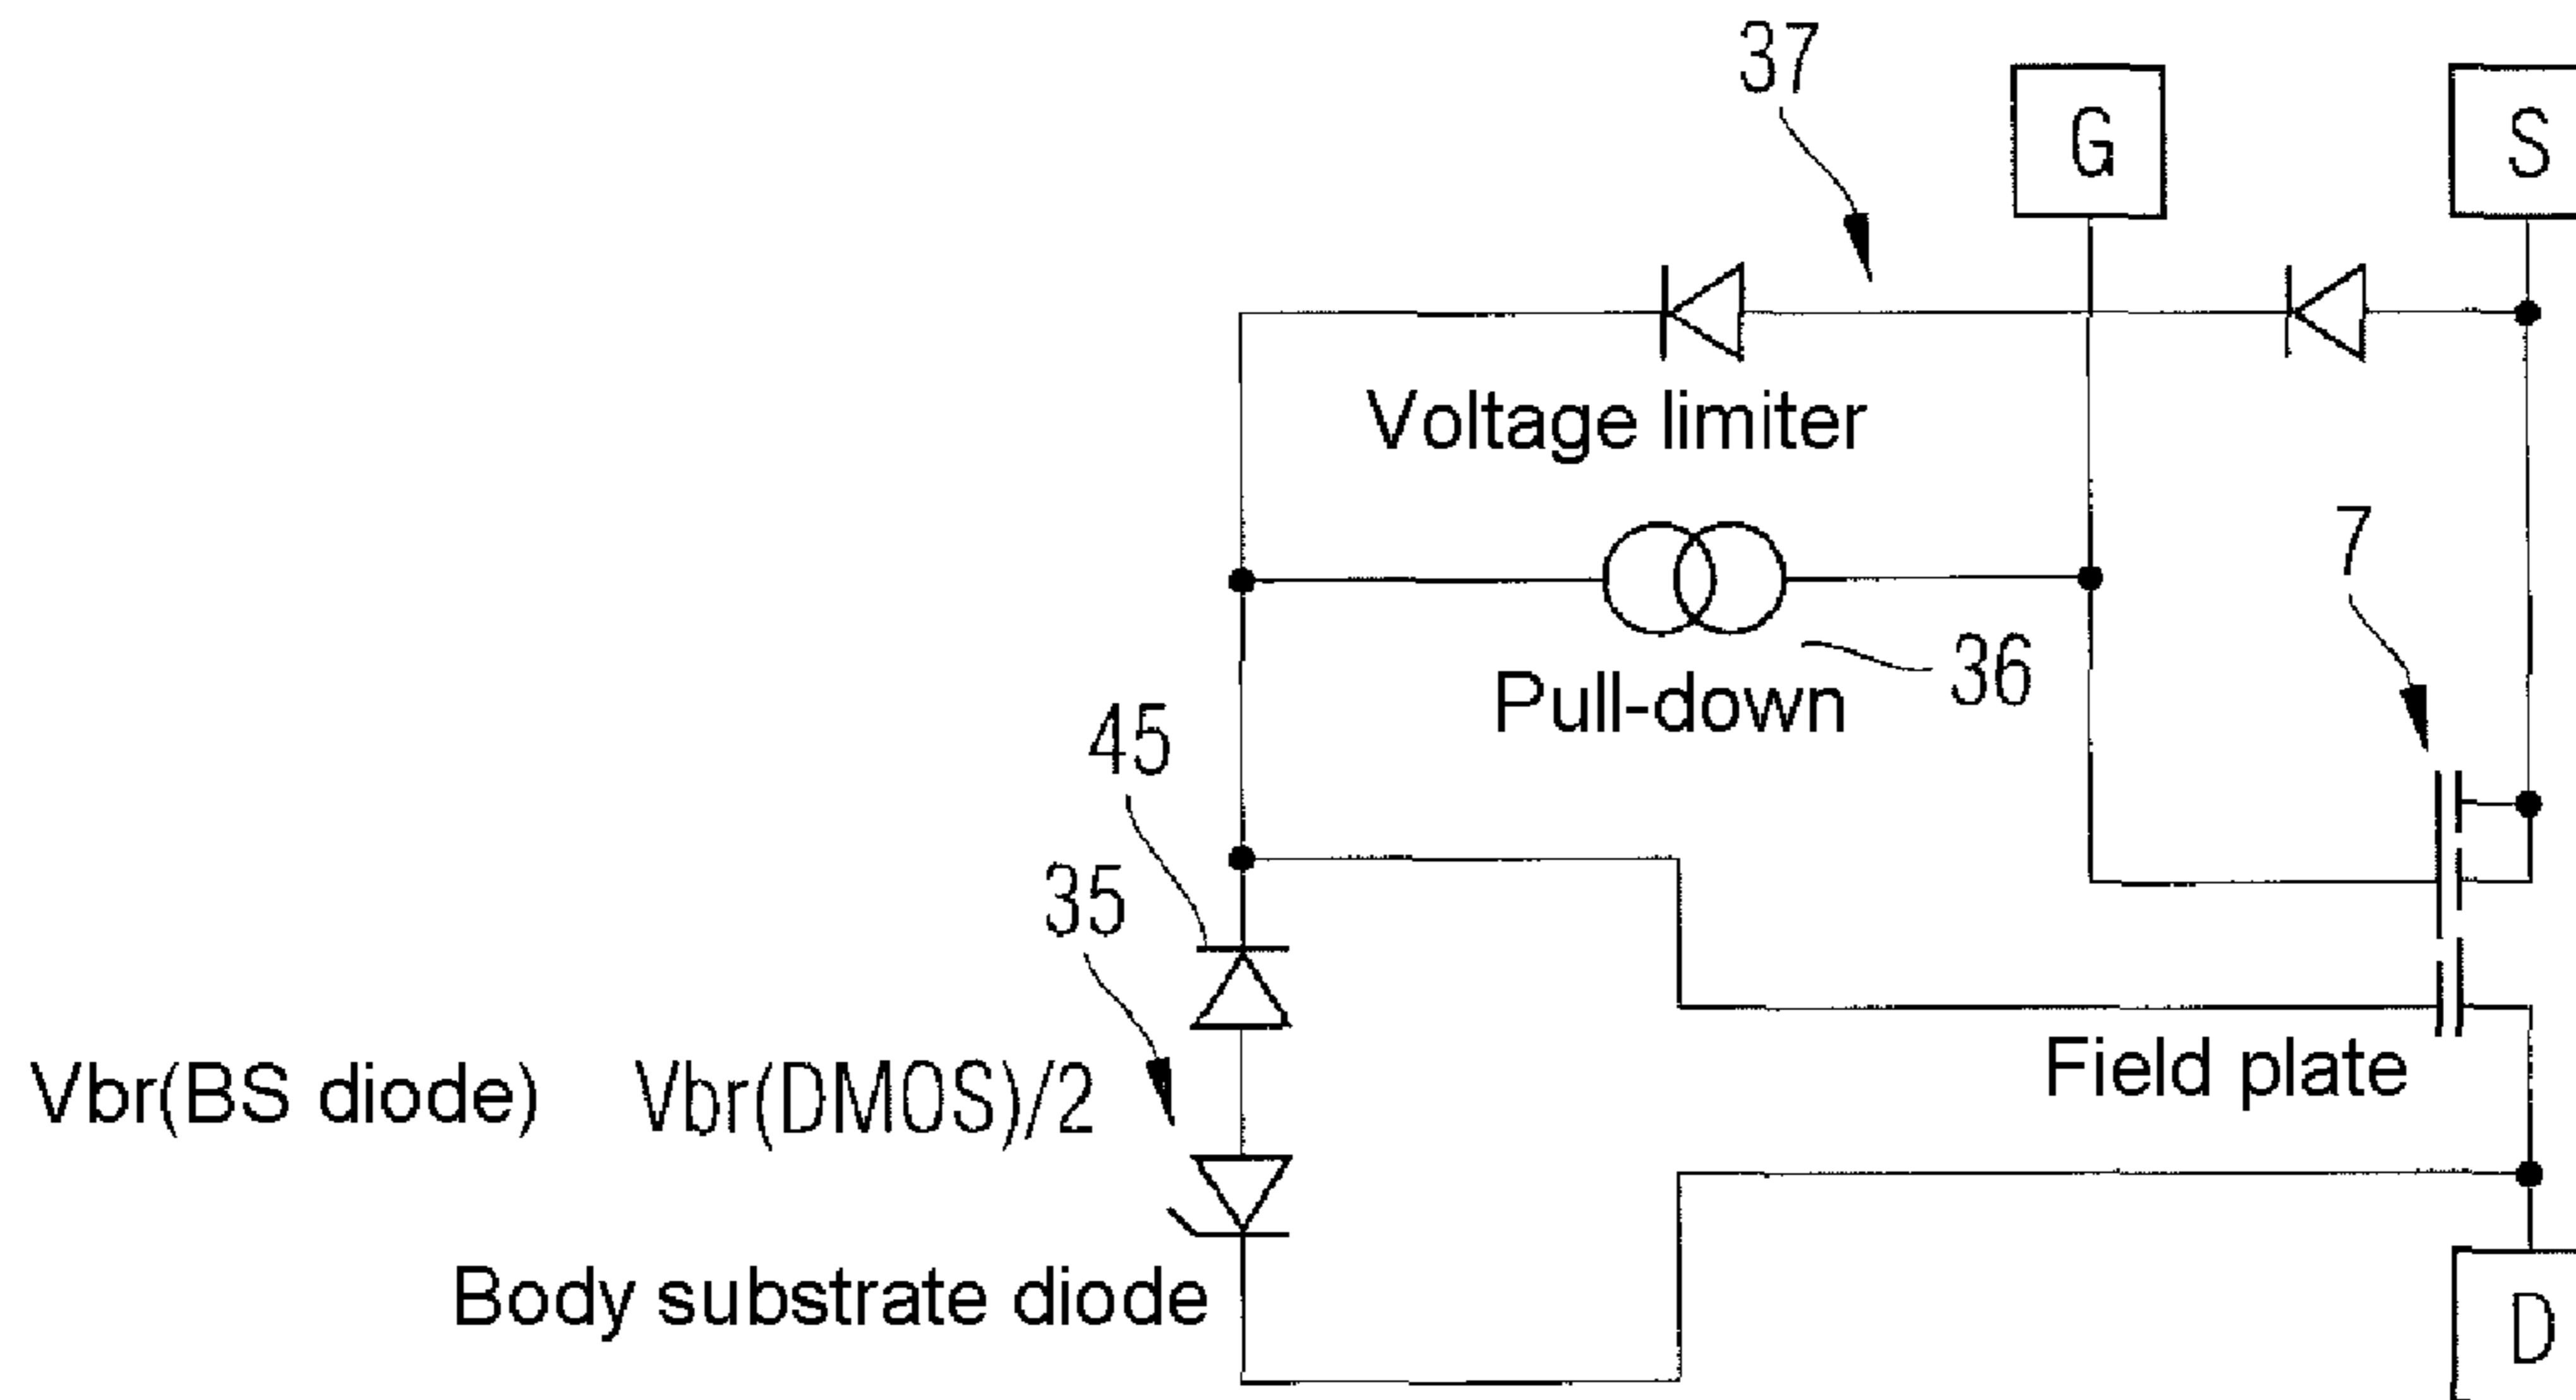 37
G
S
Voltage limiter
7
36
Pull-down
45
35
Vbr(BS diode) Vbr(DMOS)/2
Field plate
Body substrate diode
D